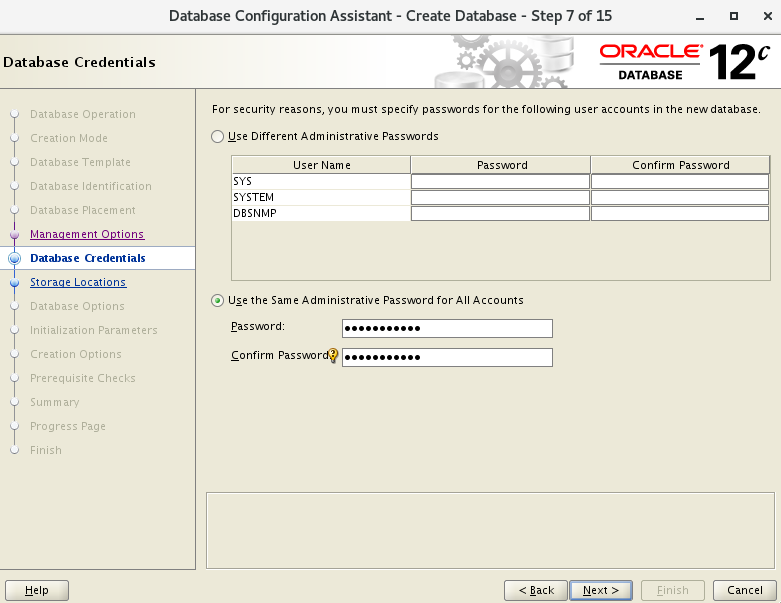 Database Configuration Assistant - Create Database - Step 7 of 15
Database Credentials
ORACLE
DATABASE
12c
Database Operation
Creation Mode
Database Template
Database Identification
Database Placement
Management Options
Database Credentials
Storage Locations
Database Options
Initialization Parameters
Creation Options
Prerequisite Checks
Summary
Progress Page
Finish
For security reasons, you must specify passwords for the following user accounts in the new database.
Use Different Administrative Passwords
User Name Password Confirm Password
SYS
SYSTEM
DBSNMP
Use the Same Administrative Password for All Accounts
Password: •••••••••••
Confirm Password •••••••••••
Help < Back Next > Finish Cancel